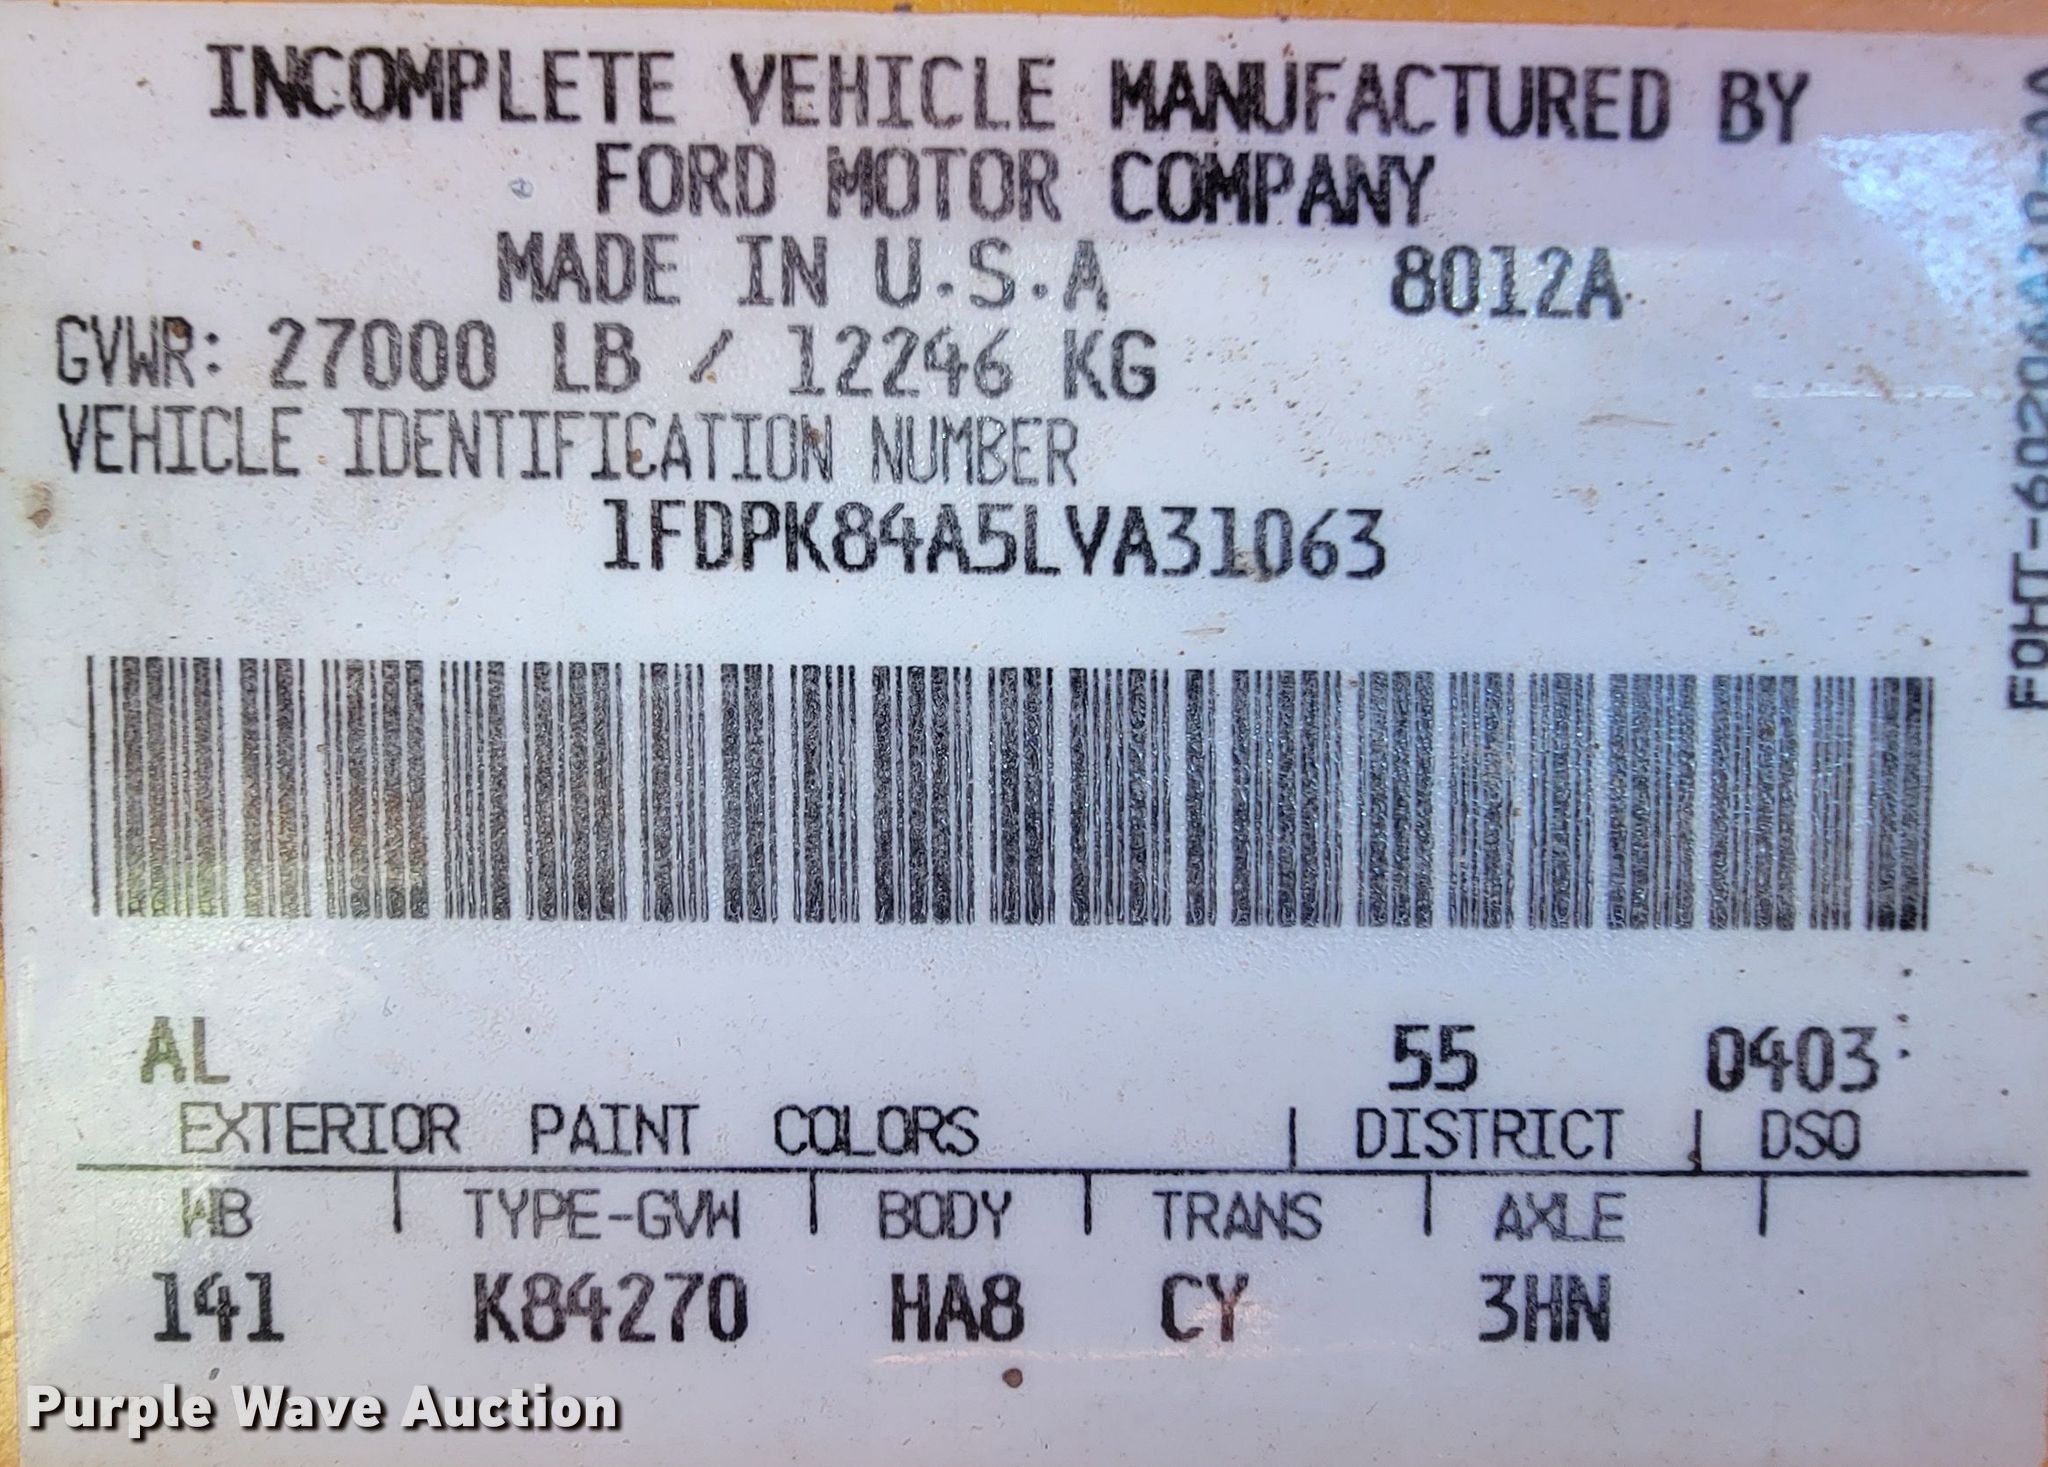 INCOMPLETE VEHICLE MANUFACTURED BY
FORD MOTOR COMPANY
MADE IN U.S.A 8012A
GVWR: 27000 LB / 12246 KG
VEHICLE IDENTIFICATION NUMBER
1FDPK84A5LVA31063
AL 55 0403
EXTERIOR PAINT COLORS | DISTRICT | DSO
WB | TYPE-GVW | BODY | TRANS | AXLE |
141 K84270 HA8 CY 3HN
Purple Wave Auction